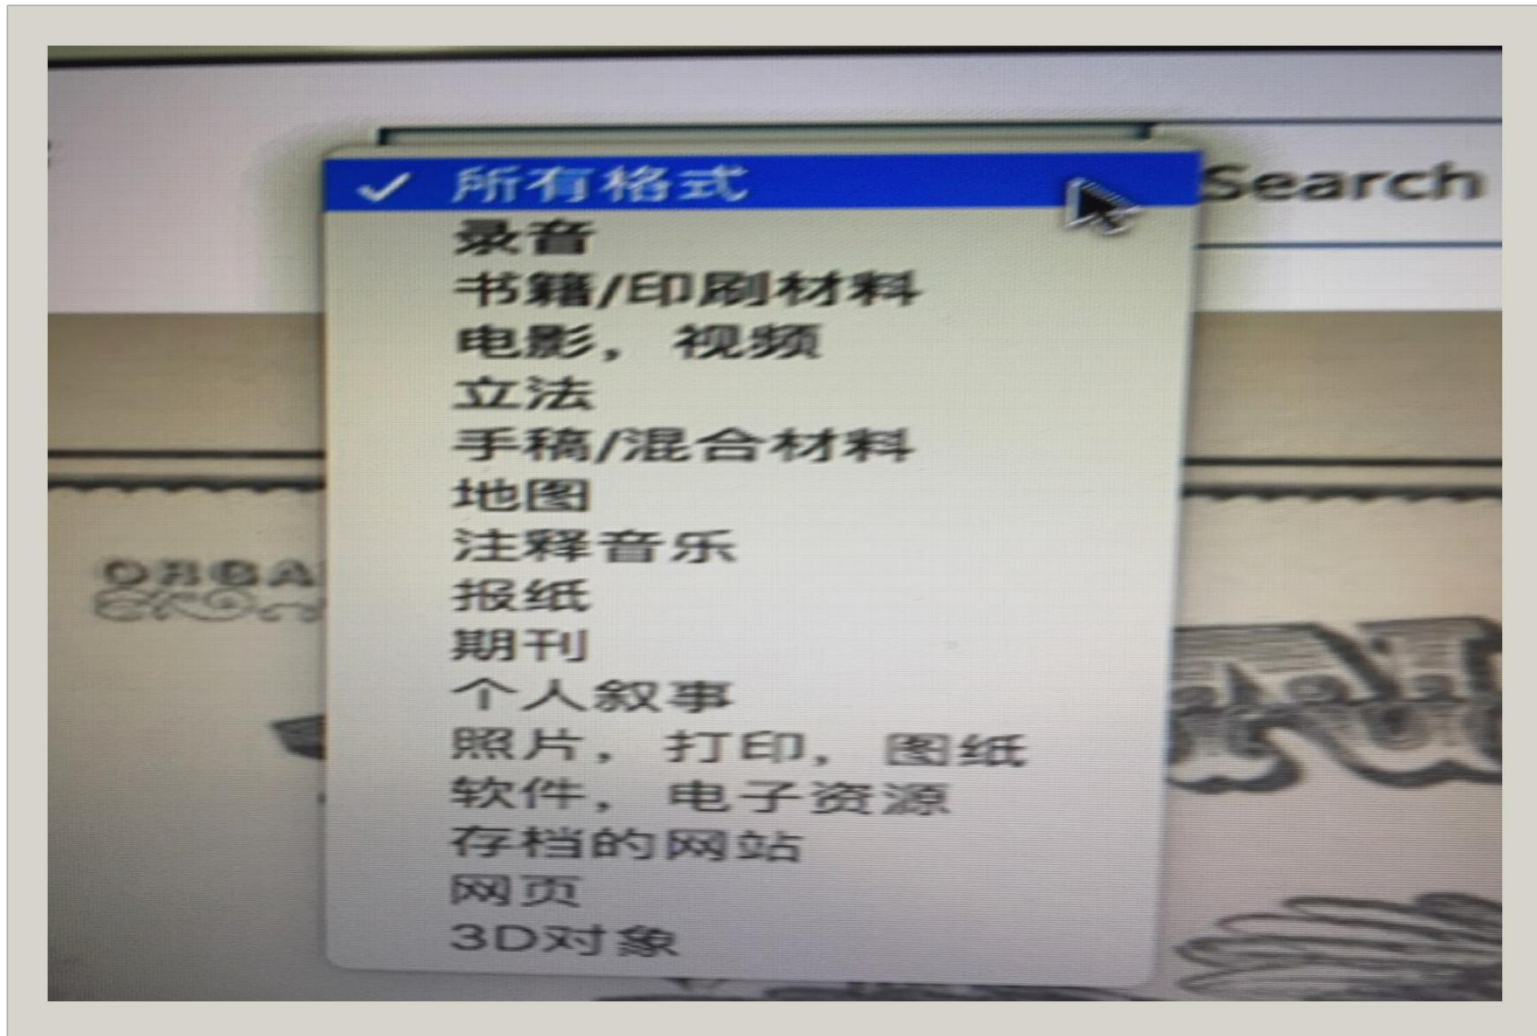 所有格式
Search
录音
书籍/印刷材料
电影，视频
立法
手稿/混合材料
地图
注释音乐
报纸
期刊
个人叙事
照片，打印，图纸
软件，电子资源
存档的网站
网页
3D对象